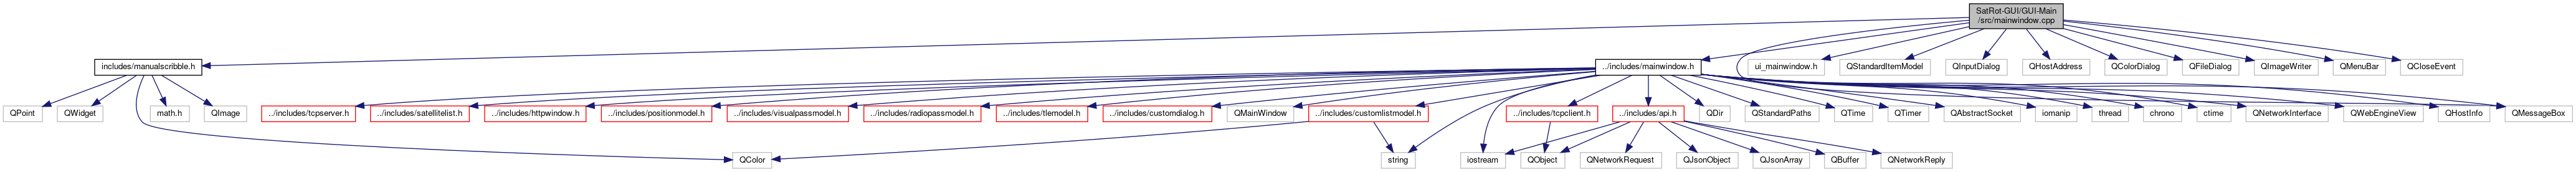 SatRot-GUI/GUI-Main
/src/mainwindow.cpp
includes/manualscribble.h
../includes/mainwindow.h
ui_mainwindow.h
QStandardItemModel
QInputDialog
QHostAddress
QColorDialog
QFileDialog
QImageWriter
QMenuBar
QCloseEvent
QPoint
QWidget
math.h
QImage
../includes/tcpserver.h
../includes/satellitelist.h
../includes/httpwindow.h
../includes/positionmodel.h
../includes/visualpassmodel.h
../includes/radiopassmodel.h
../includes/tlemodel.h
../includes/customdialog.h
QMainWindow
../includes/customlistmodel.h
../includes/tcpclient.h
../includes/api.h
QDir
QStandardPaths
QTime
QTimer
QAbstractSocket
iomanip
thread
chrono
ctime
QNetworkInterface
QWebEngineView
QHostInfo
QMessageBox
QColor
string
iostream
QObject
QNetworkRequest
QJsonObject
QJsonArray
QBuffer
QNetworkReply